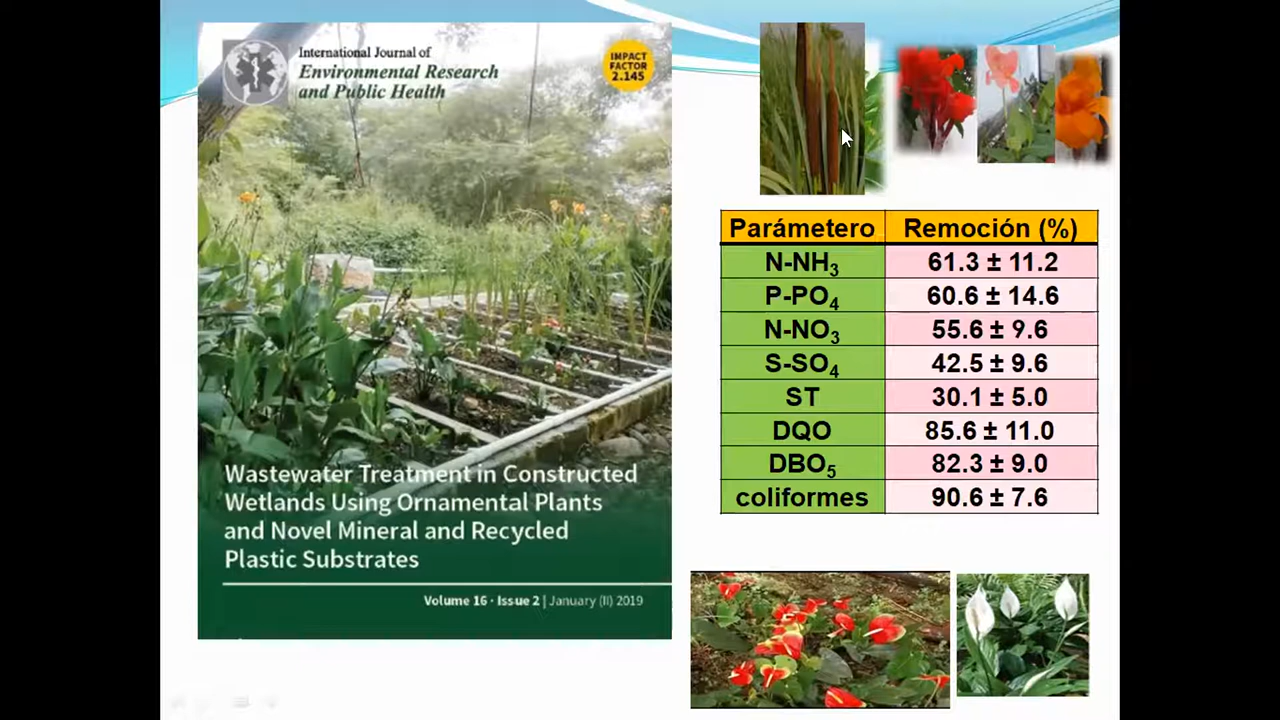 International Journal of
Environmental Research
and Public Health
IMPACT
FACTOR
2.145
Wastewater Treatment in Constructed
Wetlands Using Ornamental Plants
and Novel Mineral and Recycled
Plastic Substrates
Volume 16 · Issue 2 | January (II) 2019
Parámetero Remoción (%)
N-NH₃ 61.3 ± 11.2
P-PO₄ 60.6 ± 14.6
N-NO₃ 55.6 ± 9.6
S-SO₄ 42.5 ± 9.6
ST 30.1 ± 5.0
DQO 85.6 ± 11.0
DBO₅ 82.3 ± 9.0
coliformes 90.6 ± 7.6